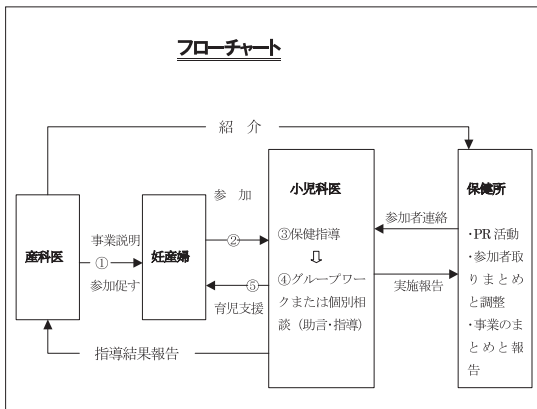 フローチャート
紹 介
産科医
事業説明
①
参加促す
妊産婦
参 加
②
⑤
育児支援
小児科医
③保健指導
⇩
④グループワー
クまたは個別相
談（助言・指導）
参加者連絡
実施報告
保健所
・PR 活動
・参加者取
りまとめと
調整
・事業のま
とめと報
告
指導結果報告